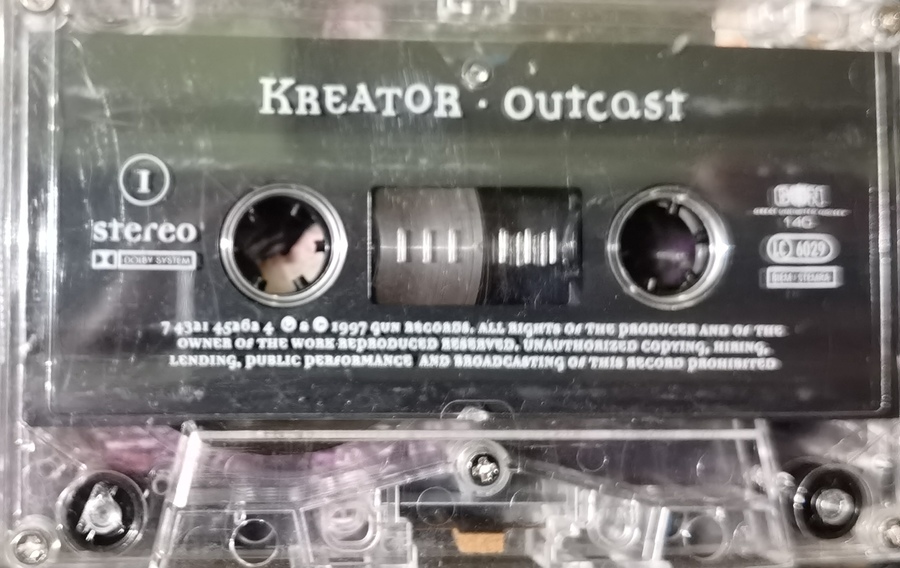 KREATOR · Outcast
I
stereo
DOLBY SYSTEM
LC 6029
7 4321 45262 4 ℗ & © 1997 GUN RECORDS. ALL RIGHTS OF THE PRODUCER AND OF THE
OWNER OF THE WORK REPRODUCED RESERVED. UNAUTHORIZED COPYING, HIRING,
LENDING, PUBLIC PERFORMANCE AND BROADCASTING OF THIS RECORD PROHIBITED